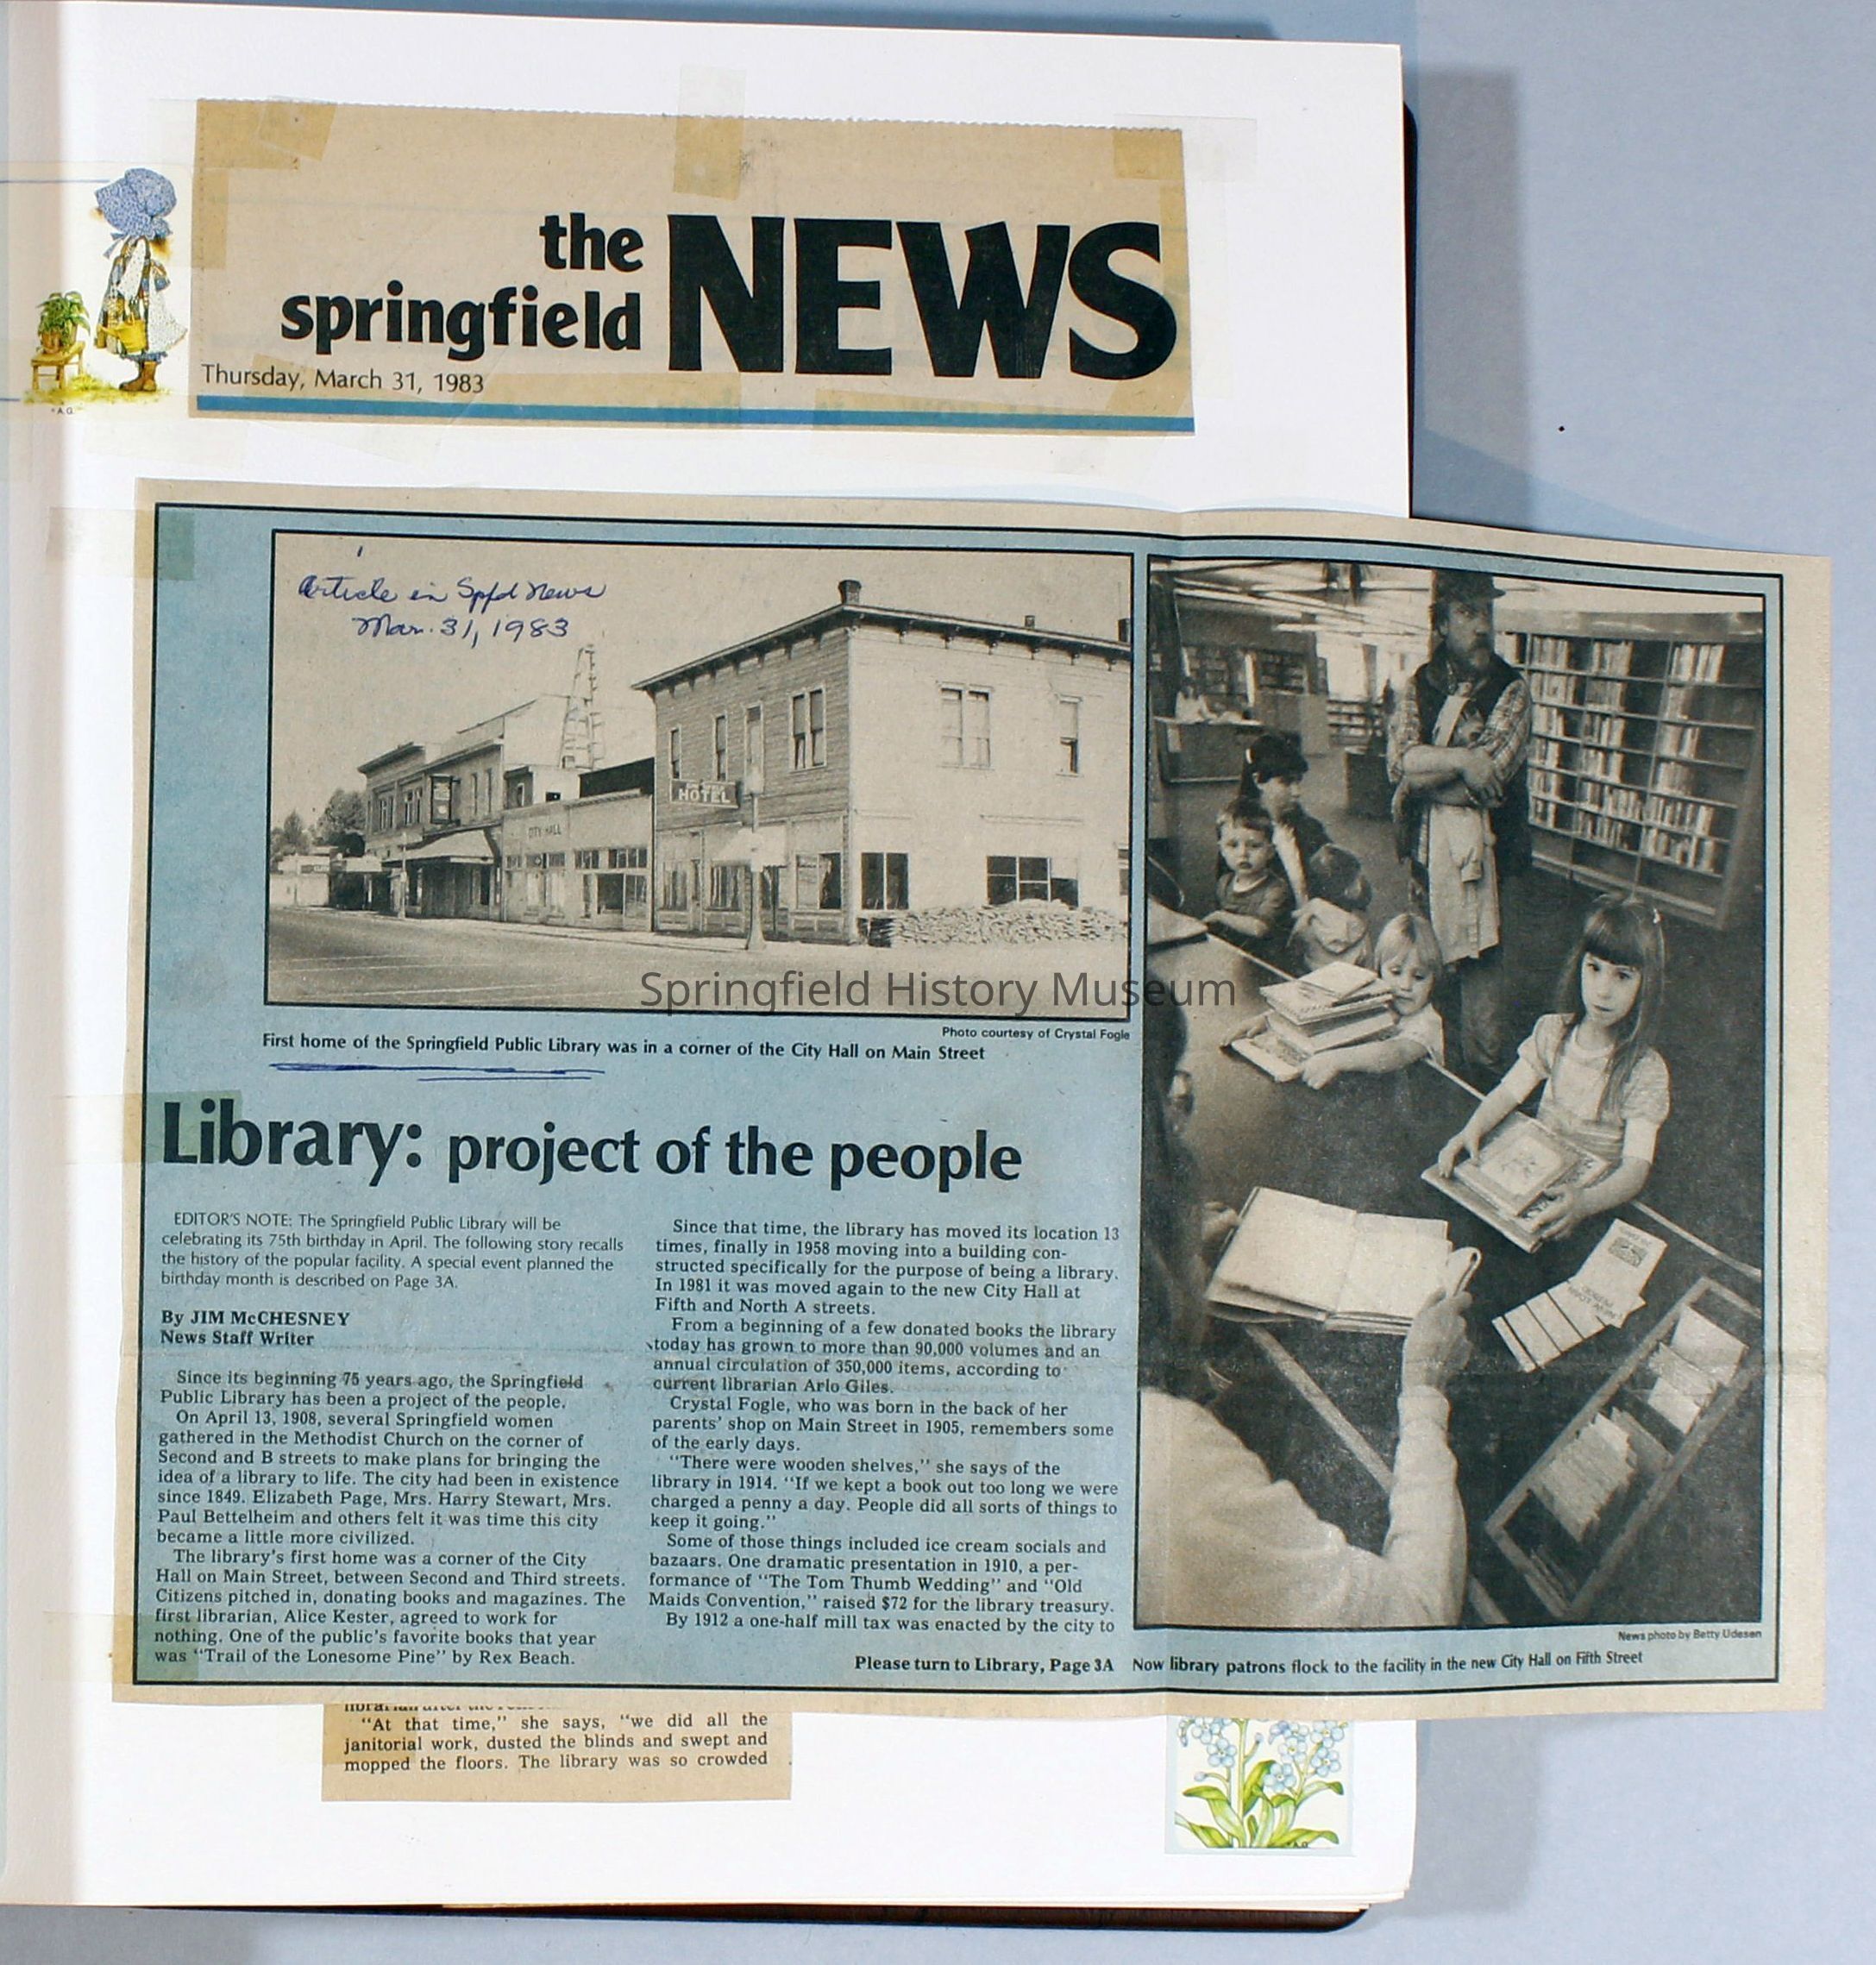 the
springfield NEWS
Thursday, March 31, 1983
Article in Spfd News
Mar. 31, 1983
HOTEL
CITY HALL
Springfield History Museum
Photo courtesy of Crystal Fogle
First home of the Springfield Public Library was in a corner of the City Hall on Main Street
Library: project of the people
EDITOR'S NOTE: The Springfield Public Library will be
celebrating its 75th birthday in April. The following story recalls
the history of the popular facility. A special event planned the
birthday month is described on Page 3A.
By JIM McCHESNEY
News Staff Writer
Since its beginning 75 years ago, the Springfield
Public Library has been a project of the people.
On April 13, 1908, several Springfield women
gathered in the Methodist Church on the corner of
Second and B streets to make plans for bringing the
idea of a library to life. The city had been in existence
since 1849. Elizabeth Page, Mrs. Harry Stewart, Mrs.
Paul Bettelheim and others felt it was time this city
became a little more civilized.
The library's first home was a corner of the City
Hall on Main Street, between Second and Third streets.
Citizens pitched in, donating books and magazines. The
first librarian, Alice Kester, agreed to work for
nothing. One of the public's favorite books that year
was "Trail of the Lonesome Pine" by Rex Beach.
Since that time, the library has moved its location 13
times, finally in 1958 moving into a building con-
structed specifically for the purpose of being a library.
In 1981 it was moved again to the new City Hall at
Fifth and North A streets.
From a beginning of a few donated books the library
today has grown to more than 90,000 volumes and an
annual circulation of 350,000 items, according to
current librarian Arlo Giles.
Crystal Fogle, who was born in the back of her
parents' shop on Main Street in 1905, remembers some
of the early days.
"There were wooden shelves," she says of the
library in 1914. "If we kept a book out too long we were
charged a penny a day. People did all sorts of things to
keep it going."
Some of those things included ice cream socials and
bazaars. One dramatic presentation in 1910, a per-
formance of "The Tom Thumb Wedding" and "Old
Maids Convention," raised $72 for the library treasury.
By 1912 a one-half mill tax was enacted by the city to
Please turn to Library, Page 3A
News photo by Betty Udesen
Now library patrons flock to the facility in the new City Hall on Fifth Street
librarian after the
"At that time," she says, "we did all the
janitorial work, dusted the blinds and swept and
mopped the floors. The library was so crowded